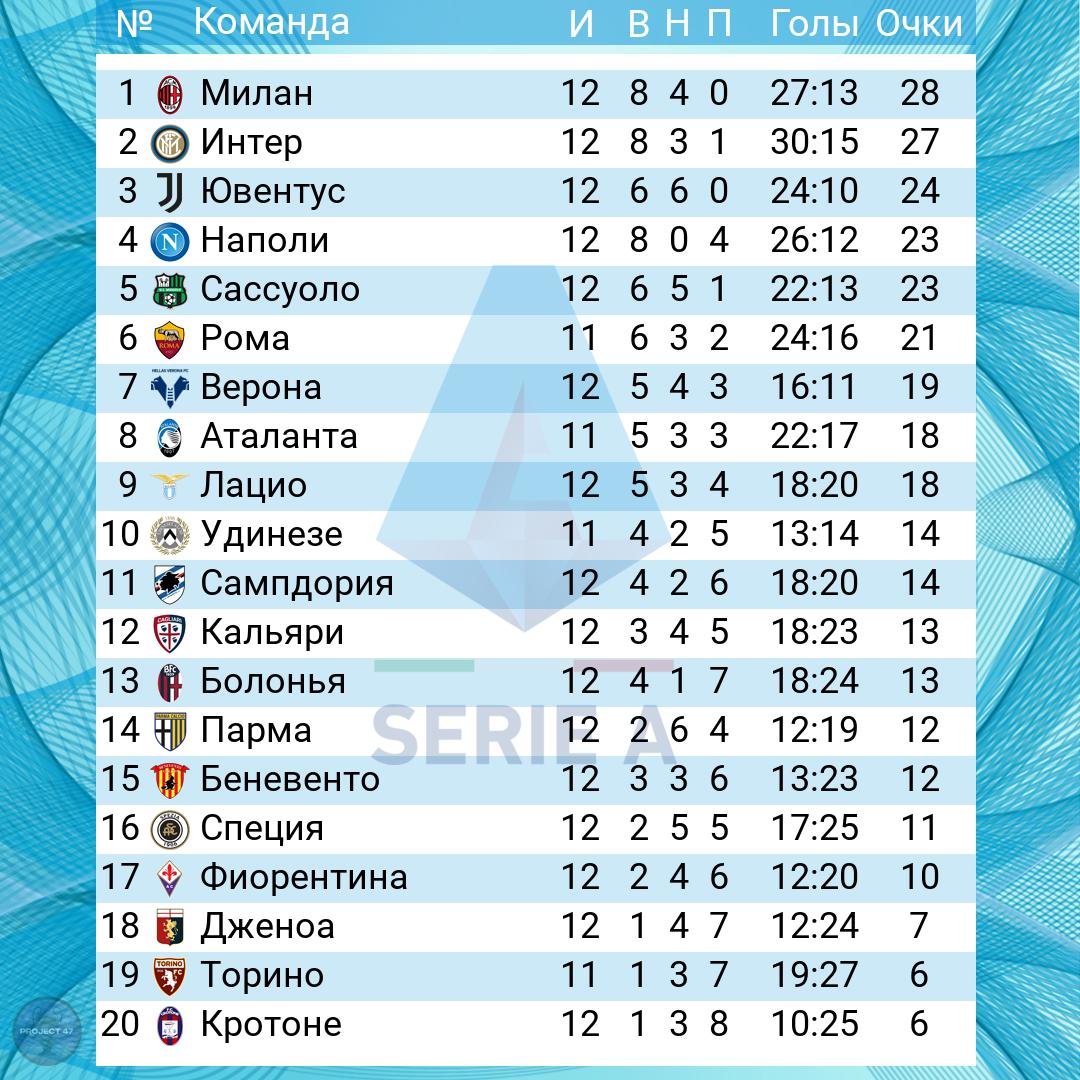 № Команда И В Н П Голы Очки
1 Милан 12 8 4 0 27:13 28
2 Интер 12 8 3 1 30:15 27
3 Ювентус 12 6 6 0 24:10 24
4 Наполи 12 8 0 4 26:12 23
5 Сассуоло 12 6 5 1 22:13 23
6 Рома 11 6 3 2 24:16 21
7 Верона 12 5 4 3 16:11 19
8 Аталанта 11 5 3 3 22:17 18
9 Лацио 12 5 3 4 18:20 18
10 Удинезе 11 4 2 5 13:14 14
11 Сампдория 12 4 2 6 18:20 14
12 Кальяри 12 3 4 5 18:23 13
13 Болонья 12 4 1 7 18:24 13
14 Парма 12 2 6 4 12:19 12
SERIE A
15 Беневенто 12 3 3 6 13:23 12
16 Специя 12 2 5 5 17:25 11
17 Фиорентина 12 2 4 6 12:20 10
18 Дженоа 12 1 4 7 12:24 7
19 Торино 11 1 3 7 19:27 6
20 Кротоне 12 1 3 8 10:25 6
PROJECT 47